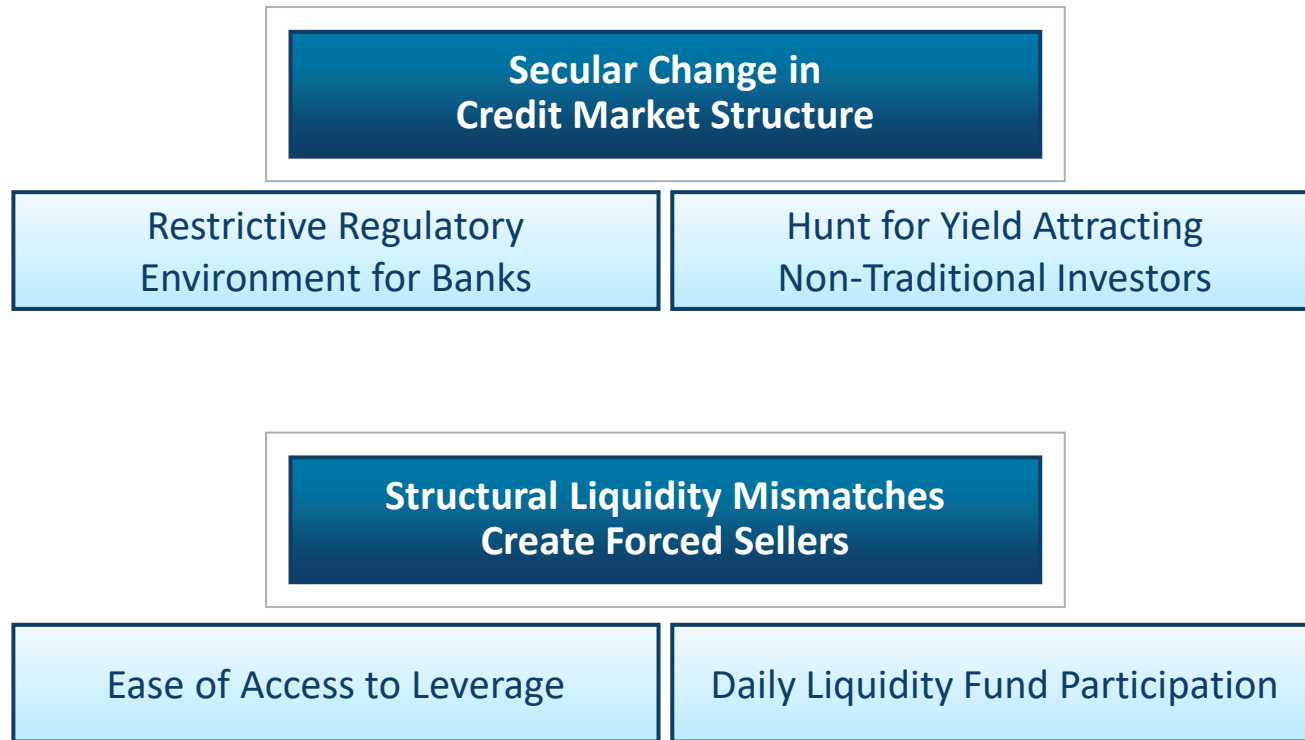 Secular Change in
Credit Market Structure
Restrictive Regulatory
Environment for Banks
Hunt for Yield Attracting
Non-Traditional Investors
Structural Liquidity Mismatches
Create Forced Sellers
Ease of Access to Leverage
Daily Liquidity Fund Participation